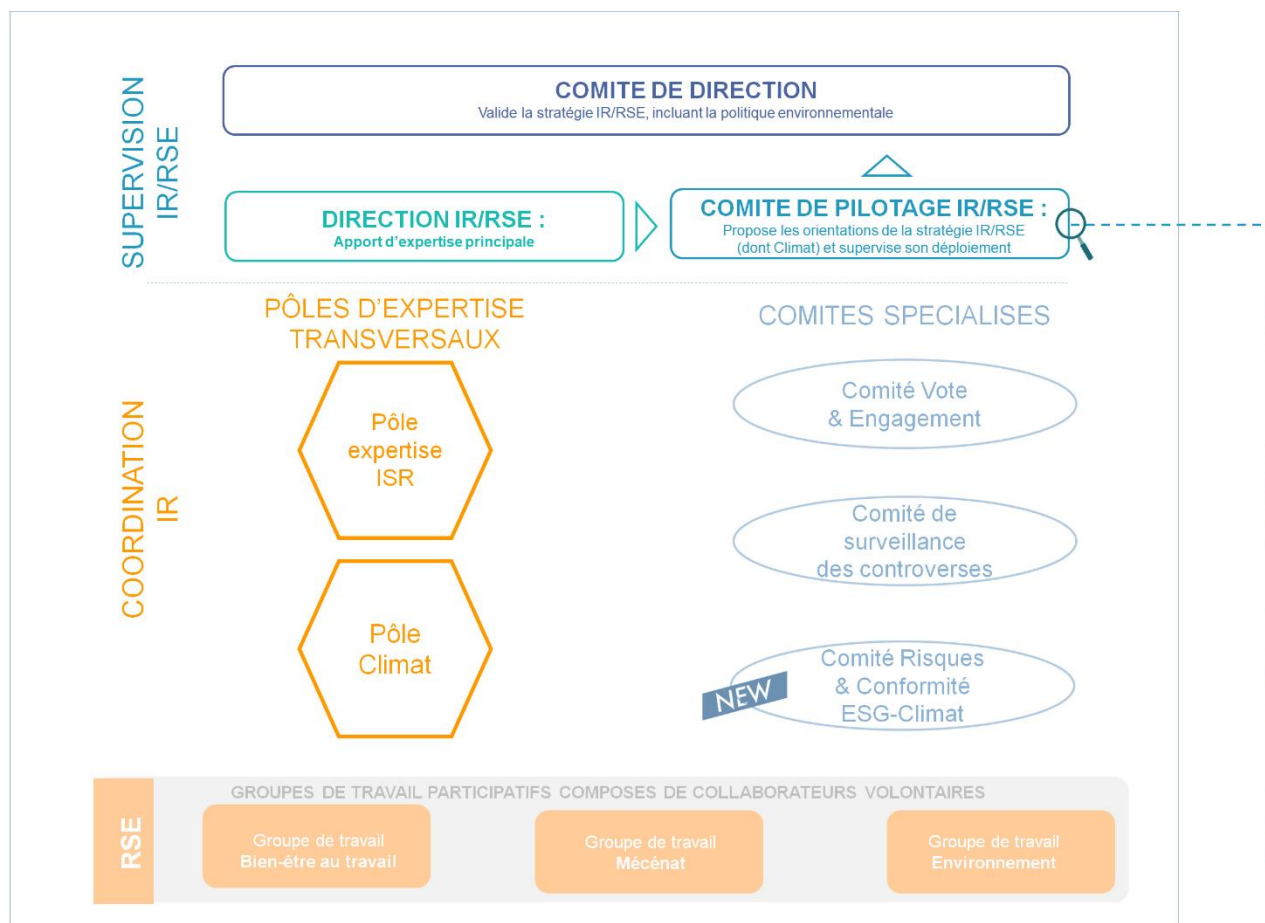 SUPERVISION
IR/RSE
COMITE DE DIRECTION
Valide la stratégie IR/RSE, incluant la politique environnementale
DIRECTION IR/RSE :
Apport d'expertise principale
COMITE DE PILOTAGE IR/RSE :
Propose les orientations de la stratégie IR/RSE
(dont Climat) et supervise son déploiement
COORDINATION
IR
PÔLES D'EXPERTISE
TRANSVERSAUX
Pôle
expertise
ISR
Pôle
Climat
COMITES SPECIALISES
Comité Vote
& Engagement
Comité de
surveillance
des controverses
NEW
Comité Risques
& Conformité
ESG-Climat
RSE
GROUPES DE TRAVAIL PARTICIPATIFS COMPOSES DE COLLABORATEURS VOLONTAIRES
Groupe de travail
Bien-être au travail
Groupe de travail
Mécénat
Groupe de travail
Environnement